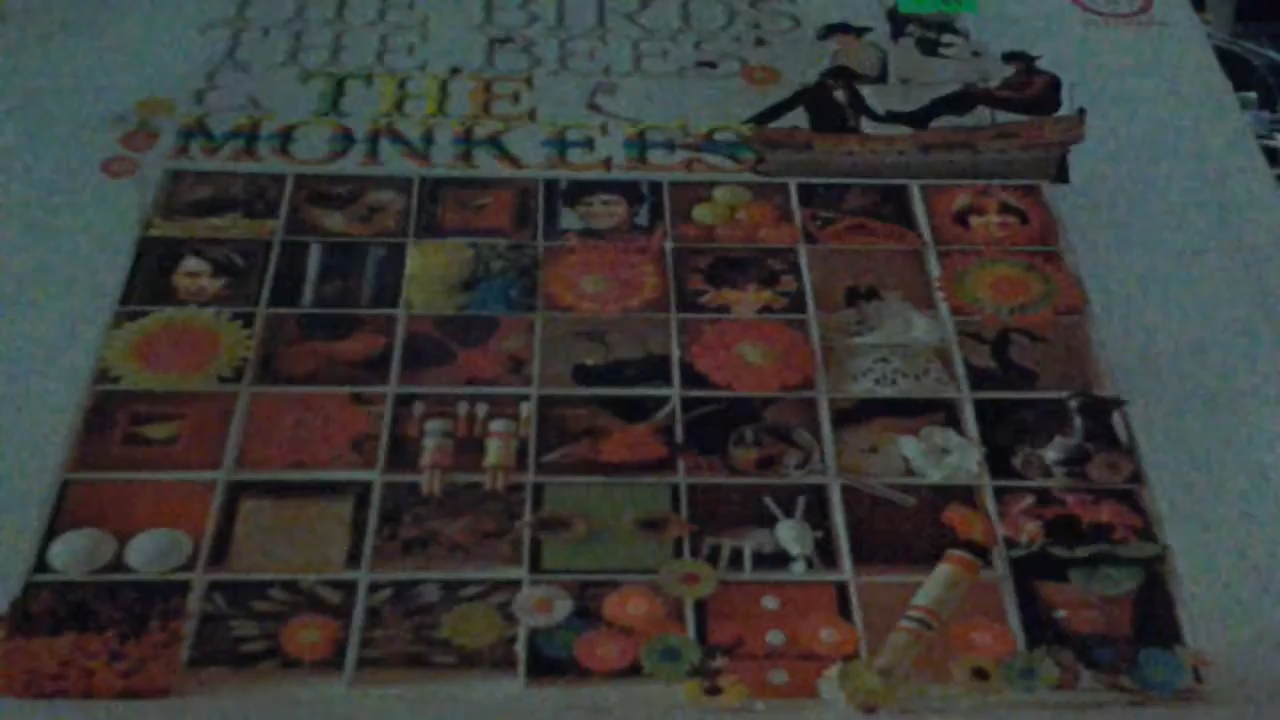 THE BIRDS
THE BEES
& THE
MONKEES